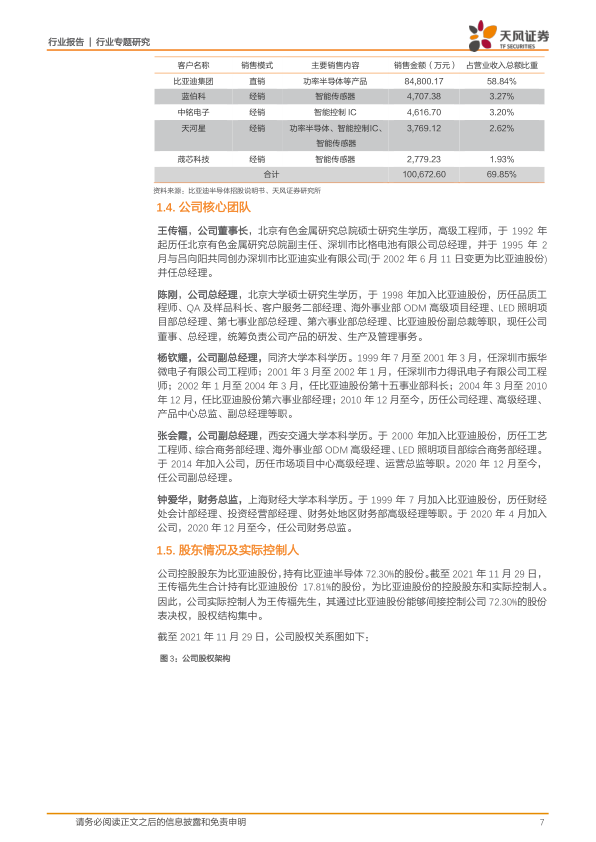 行业报告 | 行业专题研究
天风证券
TF SECURITIES
客户名称 销售模式 主要销售内容 销售金额（万元） 占营业收入总额比重
比亚迪集团 直销 功率半导体等产品 84,800.17 58.84%
蓝伯科 经销 智能传感器 4,707.38 3.27%
中铭电子 经销 智能控制 IC 4,616.70 3.20%
天河星 经销 功率半导体、智能控制IC、 3,769.12 2.62%
智能传感器
荿芯科技 经销 智能传感器 2,779.23 1.93%
合计 100,672.60 69.85%
资料来源：比亚迪半导体招股说明书、天风证券研究所
1.4. 公司核心团队
王传福，公司董事长，北京有色金属研究总院硕士研究生学历，高级工程师，于 1992 年
起历任北京有色金属研究总院副主任、深圳市比格电池有限公司总经理，并于 1995 年 2
月与吕向阳共同创办深圳市比亚迪实业有限公司(于 2002 年 6 月 11 日变更为比亚迪股份)
并任总经理。
陈刚，公司总经理，北京大学硕士研究生学历，于 1998 年加入比亚迪股份，历任品质工
程师、QA 及样品科长、客户服务二部经理、海外事业部 ODM 高级项目经理、LED 照明项
目部总经理、第七事业部总经理、第六事业部总经理、比亚迪股份副总裁等职，现任公司
董事、总经理，统筹负责公司产品的研发、生产及管理事务。
杨钦耀，公司副总经理，同济大学本科学历。1999 年 7 月至 2001 年 3 月，任深圳市振华
微电子有限公司工程师；2001 年 3 月至 2002 年 1 月，任深圳市力得讯电子有限公司工程
师；2002 年 1 月至 2004 年 3 月，任比亚迪股份第十五事业部科长；2004 年 3 月至 2010
年 12 月，任比亚迪股份第六事业部经理；2010 年 12 月至今，历任公司经理、高级经理、
产品中心总监、副总经理等职。
张会霞，公司副总经理，西安交通大学本科学历。于 2000 年加入比亚迪股份，历任工艺
工程师、综合商务部经理、海外事业部 ODM 高级经理、LED 照明项目部综合商务部经理。
于 2014 年加入公司，历任市场项目中心高级经理、运营总监等职。2020 年 12 月至今，
任公司副总经理。
钟爱华，财务总监，上海财经大学本科学历。于 1999 年 7 月加入比亚迪股份，历任财经
处会计部经理、投资经营部经理、财务处地区财务部高级经理等职。于 2020 年 4 月加入
公司，2020 年 12 月至今，任公司财务总监。
1.5. 股东情况及实际控制人
公司控股股东为比亚迪股份，持有比亚迪半导体 72.30%的股份。截至 2021 年 11 月 29 日，
王传福先生合计持有比亚迪股份 17.81%的股份，为比亚迪股份的控股股东和实际控制人。
因此，公司实际控制人为王传福先生，其通过比亚迪股份能够间接控制公司 72.30%的股份
表决权，股权结构集中。
截至 2021 年 11 月 29 日，公司股权关系图如下：
图 3：公司股权架构
请务必阅读正文之后的信息披露和免责申明 7